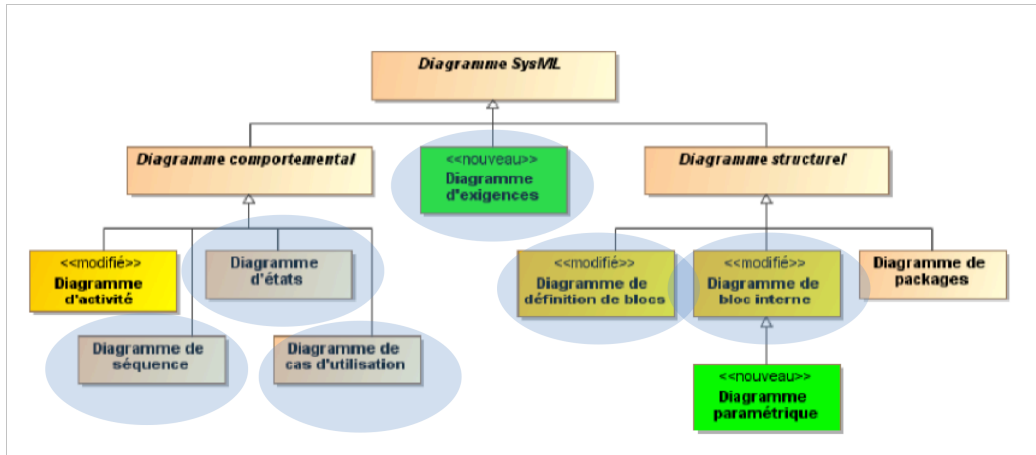 Diagramme SysML
Diagramme comportemental
<<nouveau>>
Diagramme
d'exigences
Diagramme structurel
<<modifié>>
Diagramme
d'activité
Diagramme
d'états
<<modifié>>
Diagramme de
définition de blocs
<<modifié>>
Diagramme de
bloc interne
Diagramme de
packages
Diagramme de
séquence
Diagramme de
cas d'utilisation
<<nouveau>>
Diagramme
paramétrique